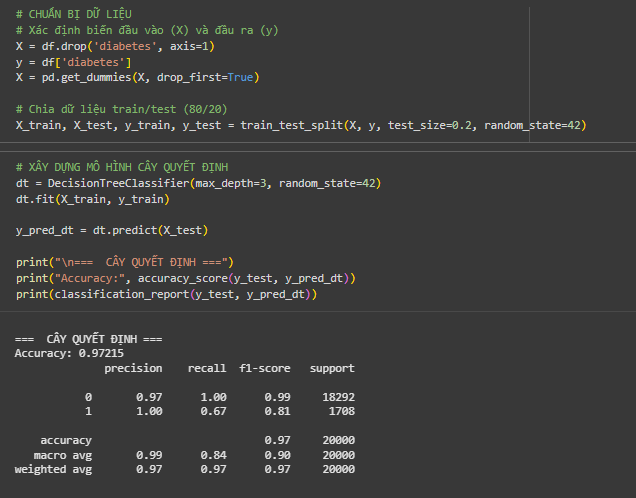 # CHUẨN BỊ DỮ LIỆU
# Xác định biến đầu vào (X) và đầu ra (y)
X = df.drop('diabetes', axis=1)
y = df['diabetes']
X = pd.get_dummies(X, drop_first=True)
# Chia dữ liệu train/test (80/20)
X_train, X_test, y_train, y_test = train_test_split(X, y, test_size=0.2, random_state=42)
# XÂY DỰNG MÔ HÌNH CÂY QUYẾT ĐỊNH
dt = DecisionTreeClassifier(max_depth=3, random_state=42)
dt.fit(X_train, y_train)
y_pred_dt = dt.predict(X_test)
print("\n===  CÂY QUYẾT ĐỊNH ===")
print("Accuracy:", accuracy_score(y_test, y_pred_dt))
print(classification_report(y_test, y_pred_dt))
===  CÂY QUYẾT ĐỊNH ===
Accuracy: 0.97215
              precision    recall  f1-score   support
           0       0.97      1.00      0.99     18292
           1       1.00      0.67      0.81      1708
    accuracy                           0.97     20000
   macro avg       0.99      0.84      0.90     20000
weighted avg       0.97      0.97      0.97     20000